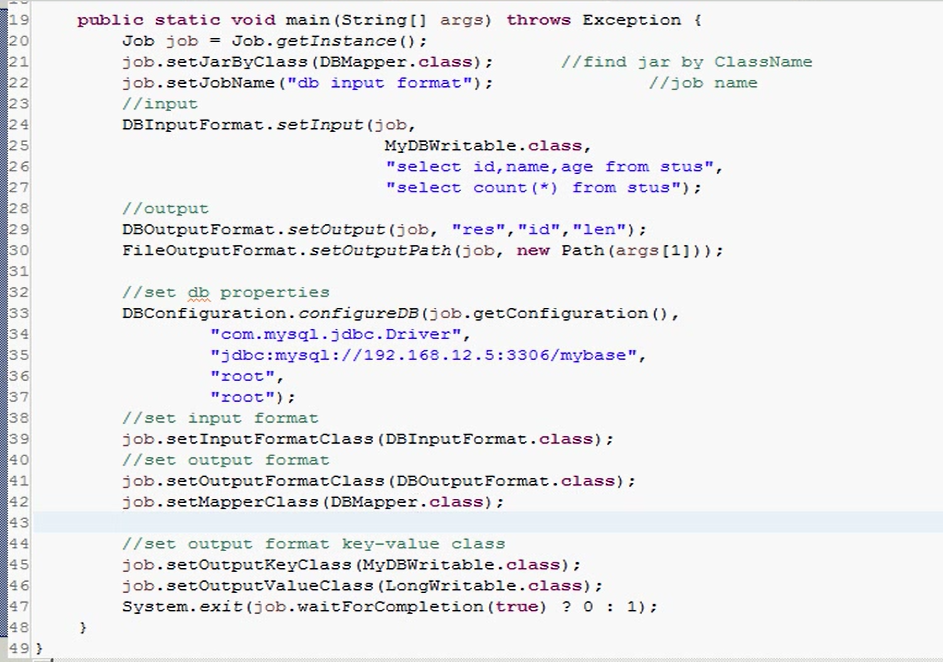 19 public static void main(String[] args) throws Exception {
20 Job job = Job.getInstance();
21 job.setJarByClass(DBMapper.class); //find jar by ClassName
22 job.setJobName("db input format"); //job name
23 //input
24 DBInputFormat.setInput(job,
25 MyDBWritable.class,
26 "select id,name,age from stus",
27 "select count(*) from stus");
28 //output
29 DBOutputFormat.setOutput(job, "res","id","len");
30 FileOutputFormat.setOutputPath(job, new Path(args[1]));
31
32 //set db properties
33 DBConfiguration.configureDB(job.getConfiguration(),
34 "com.mysql.jdbc.Driver",
35 "jdbc:mysql://192.168.12.5:3306/mybase",
36 "root",
37 "root");
38 //set input format
39 job.setInputFormatClass(DBInputFormat.class);
40 //set output format
41 job.setOutputFormatClass(DBOutputFormat.class);
42 job.setMapperClass(DBMapper.class);
43
44 //set output format key-value class
45 job.setOutputKeyClass(MyDBWritable.class);
46 job.setOutputValueClass(LongWritable.class);
47 System.exit(job.waitForCompletion(true) ? 0 : 1);
48 }
49 }